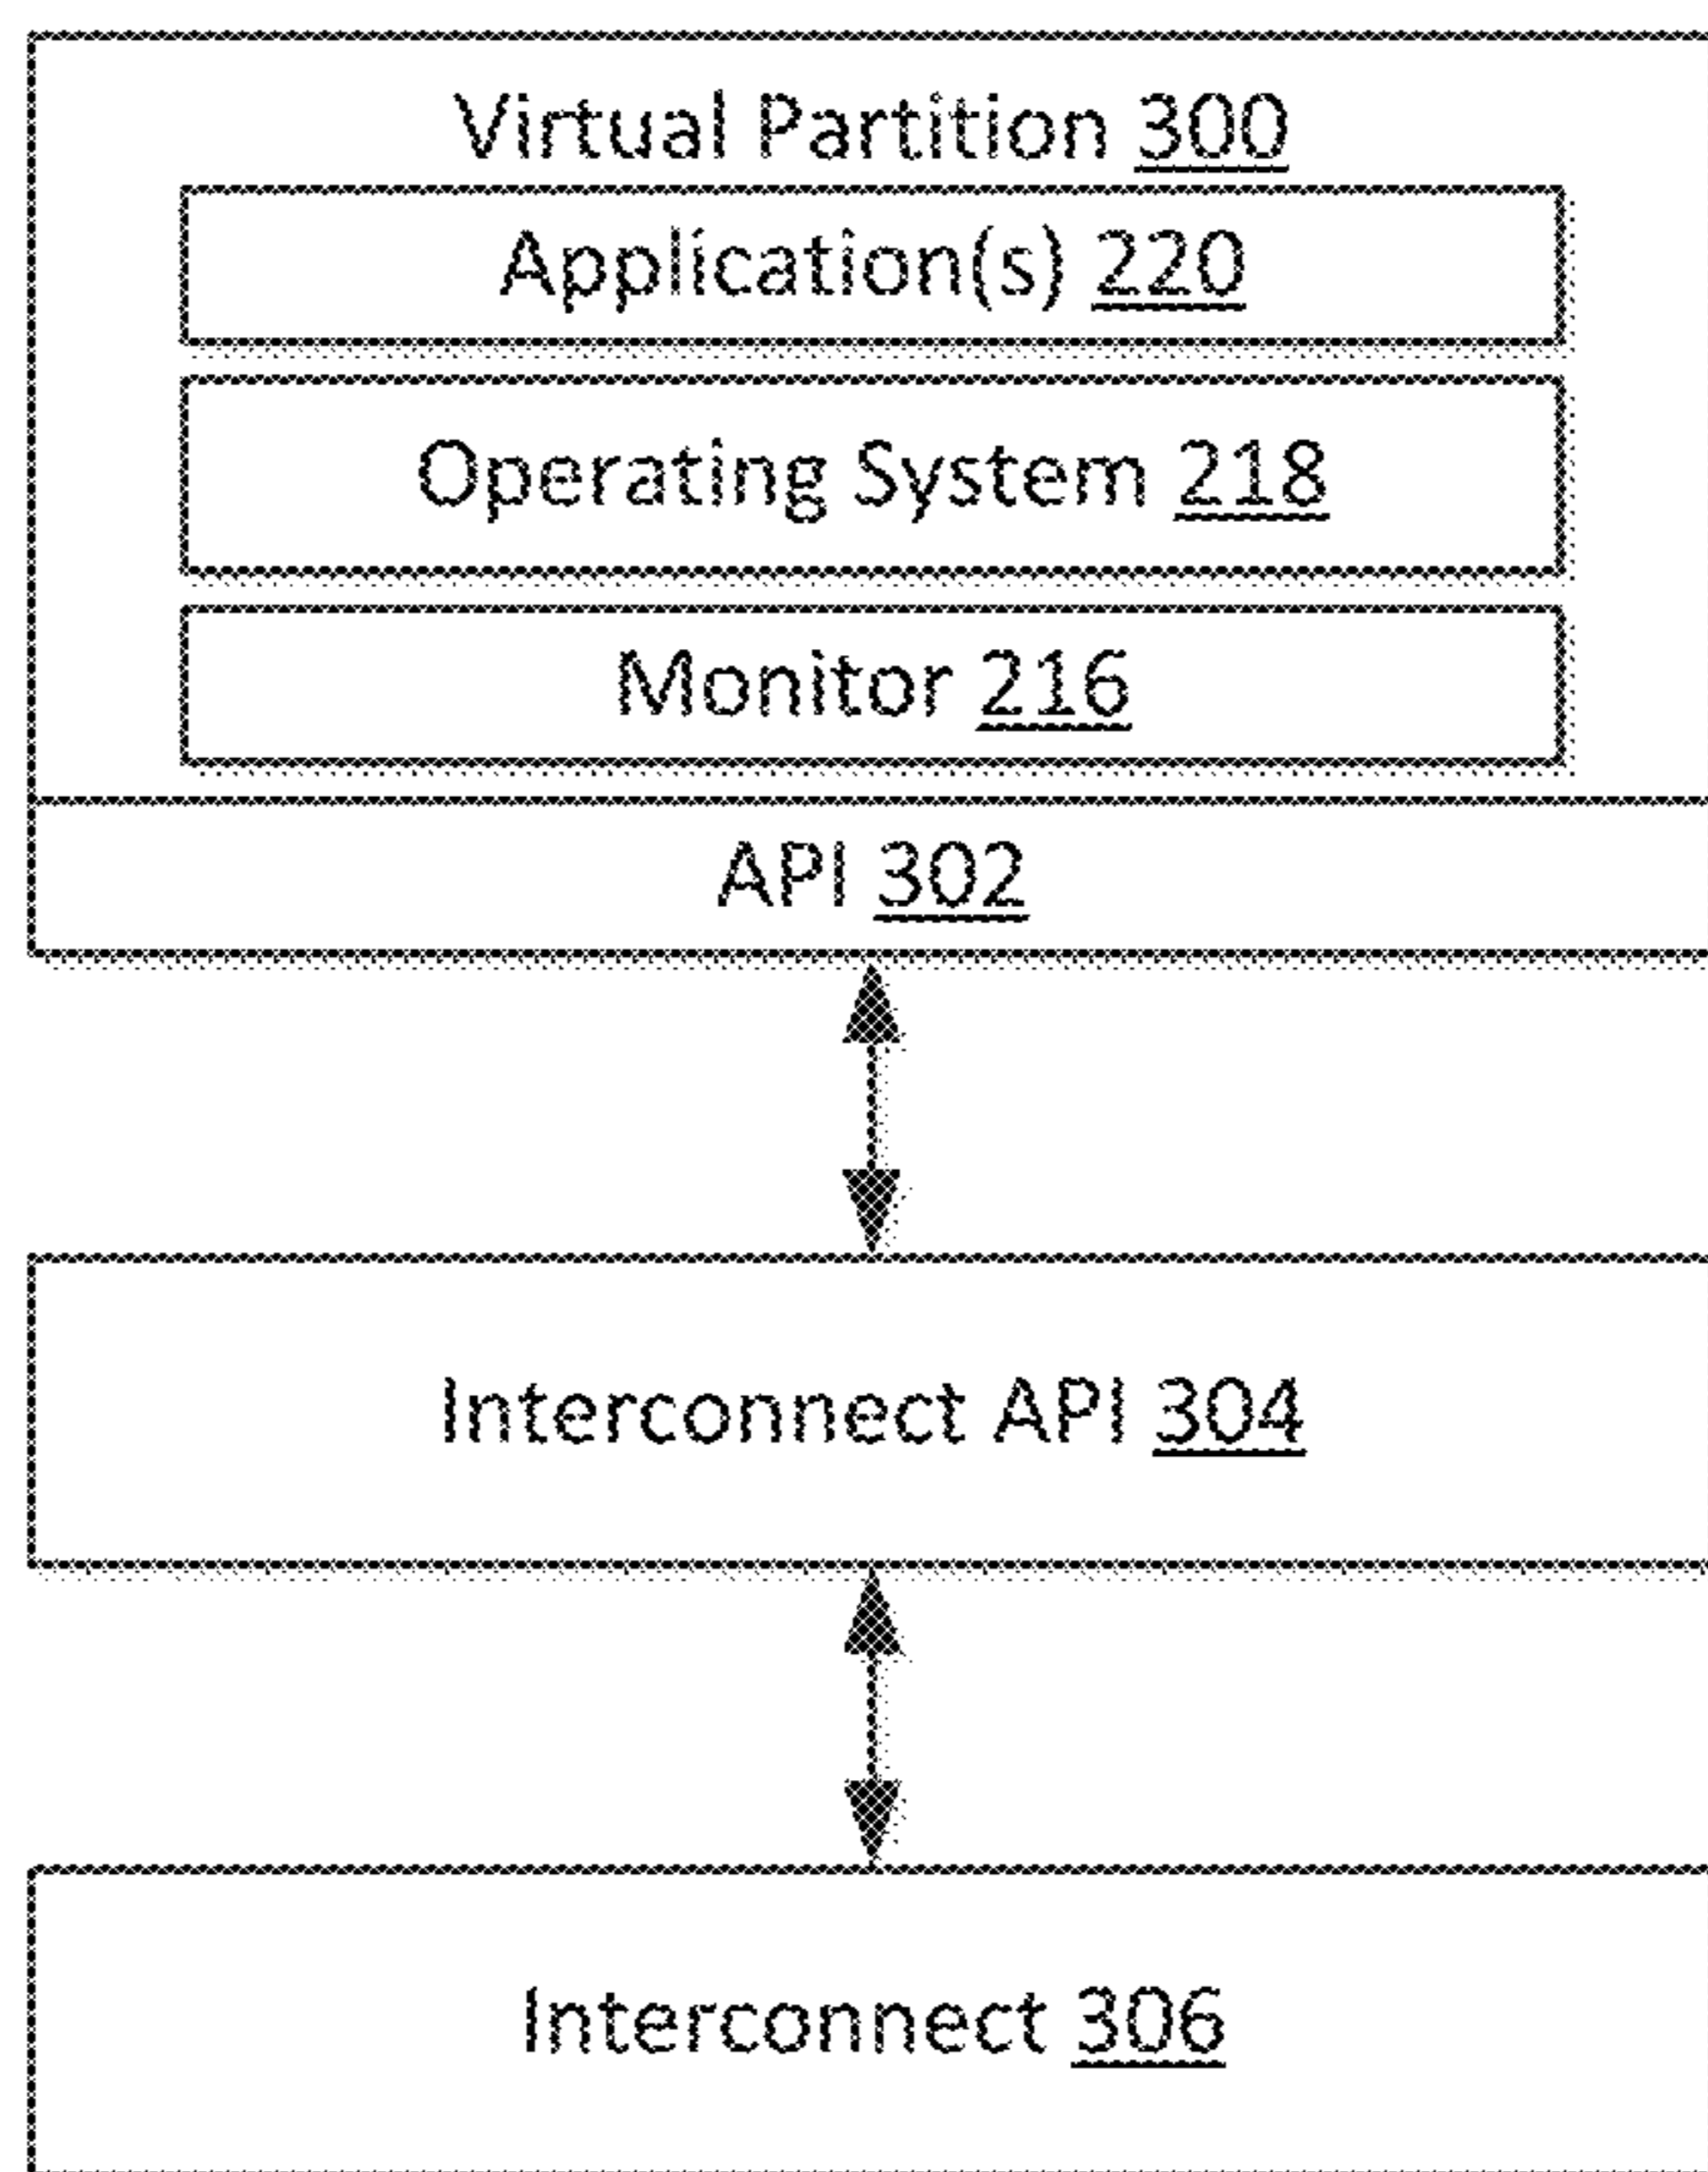 Virtual Partition 300
Application(s) 220
Operating System 218
Monitor 216
API 302
Interconnect API 304
Interconnect 306